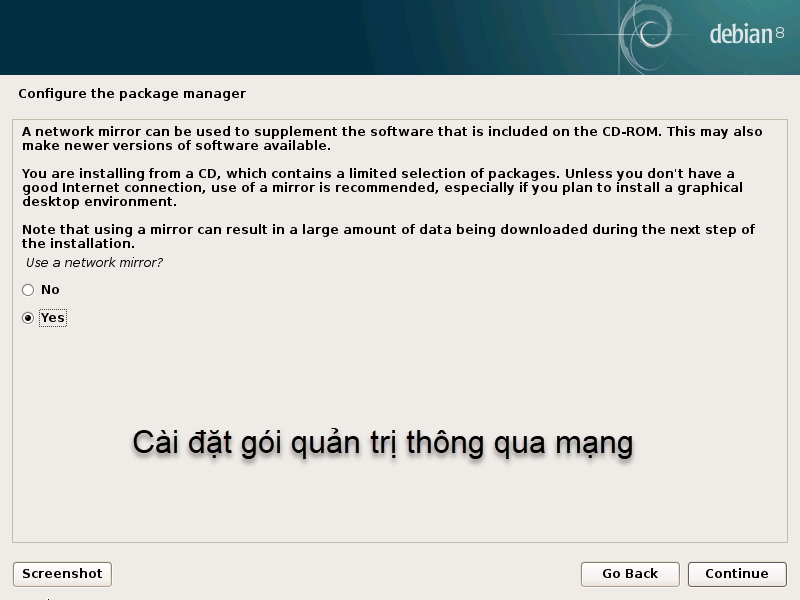 debian 8
Configure the package manager
A network mirror can be used to supplement the software that is included on the CD-ROM. This may also
make newer versions of software available.
You are installing from a CD, which contains a limited selection of packages. Unless you don't have a
good Internet connection, use of a mirror is recommended, especially if you plan to install a graphical
desktop environment.
Note that using a mirror can result in a large amount of data being downloaded during the next step of
the installation.
Use a network mirror?
No
Yes
Cài đặt gói quản trị thông qua mạng
Screenshot
Go Back
Continue